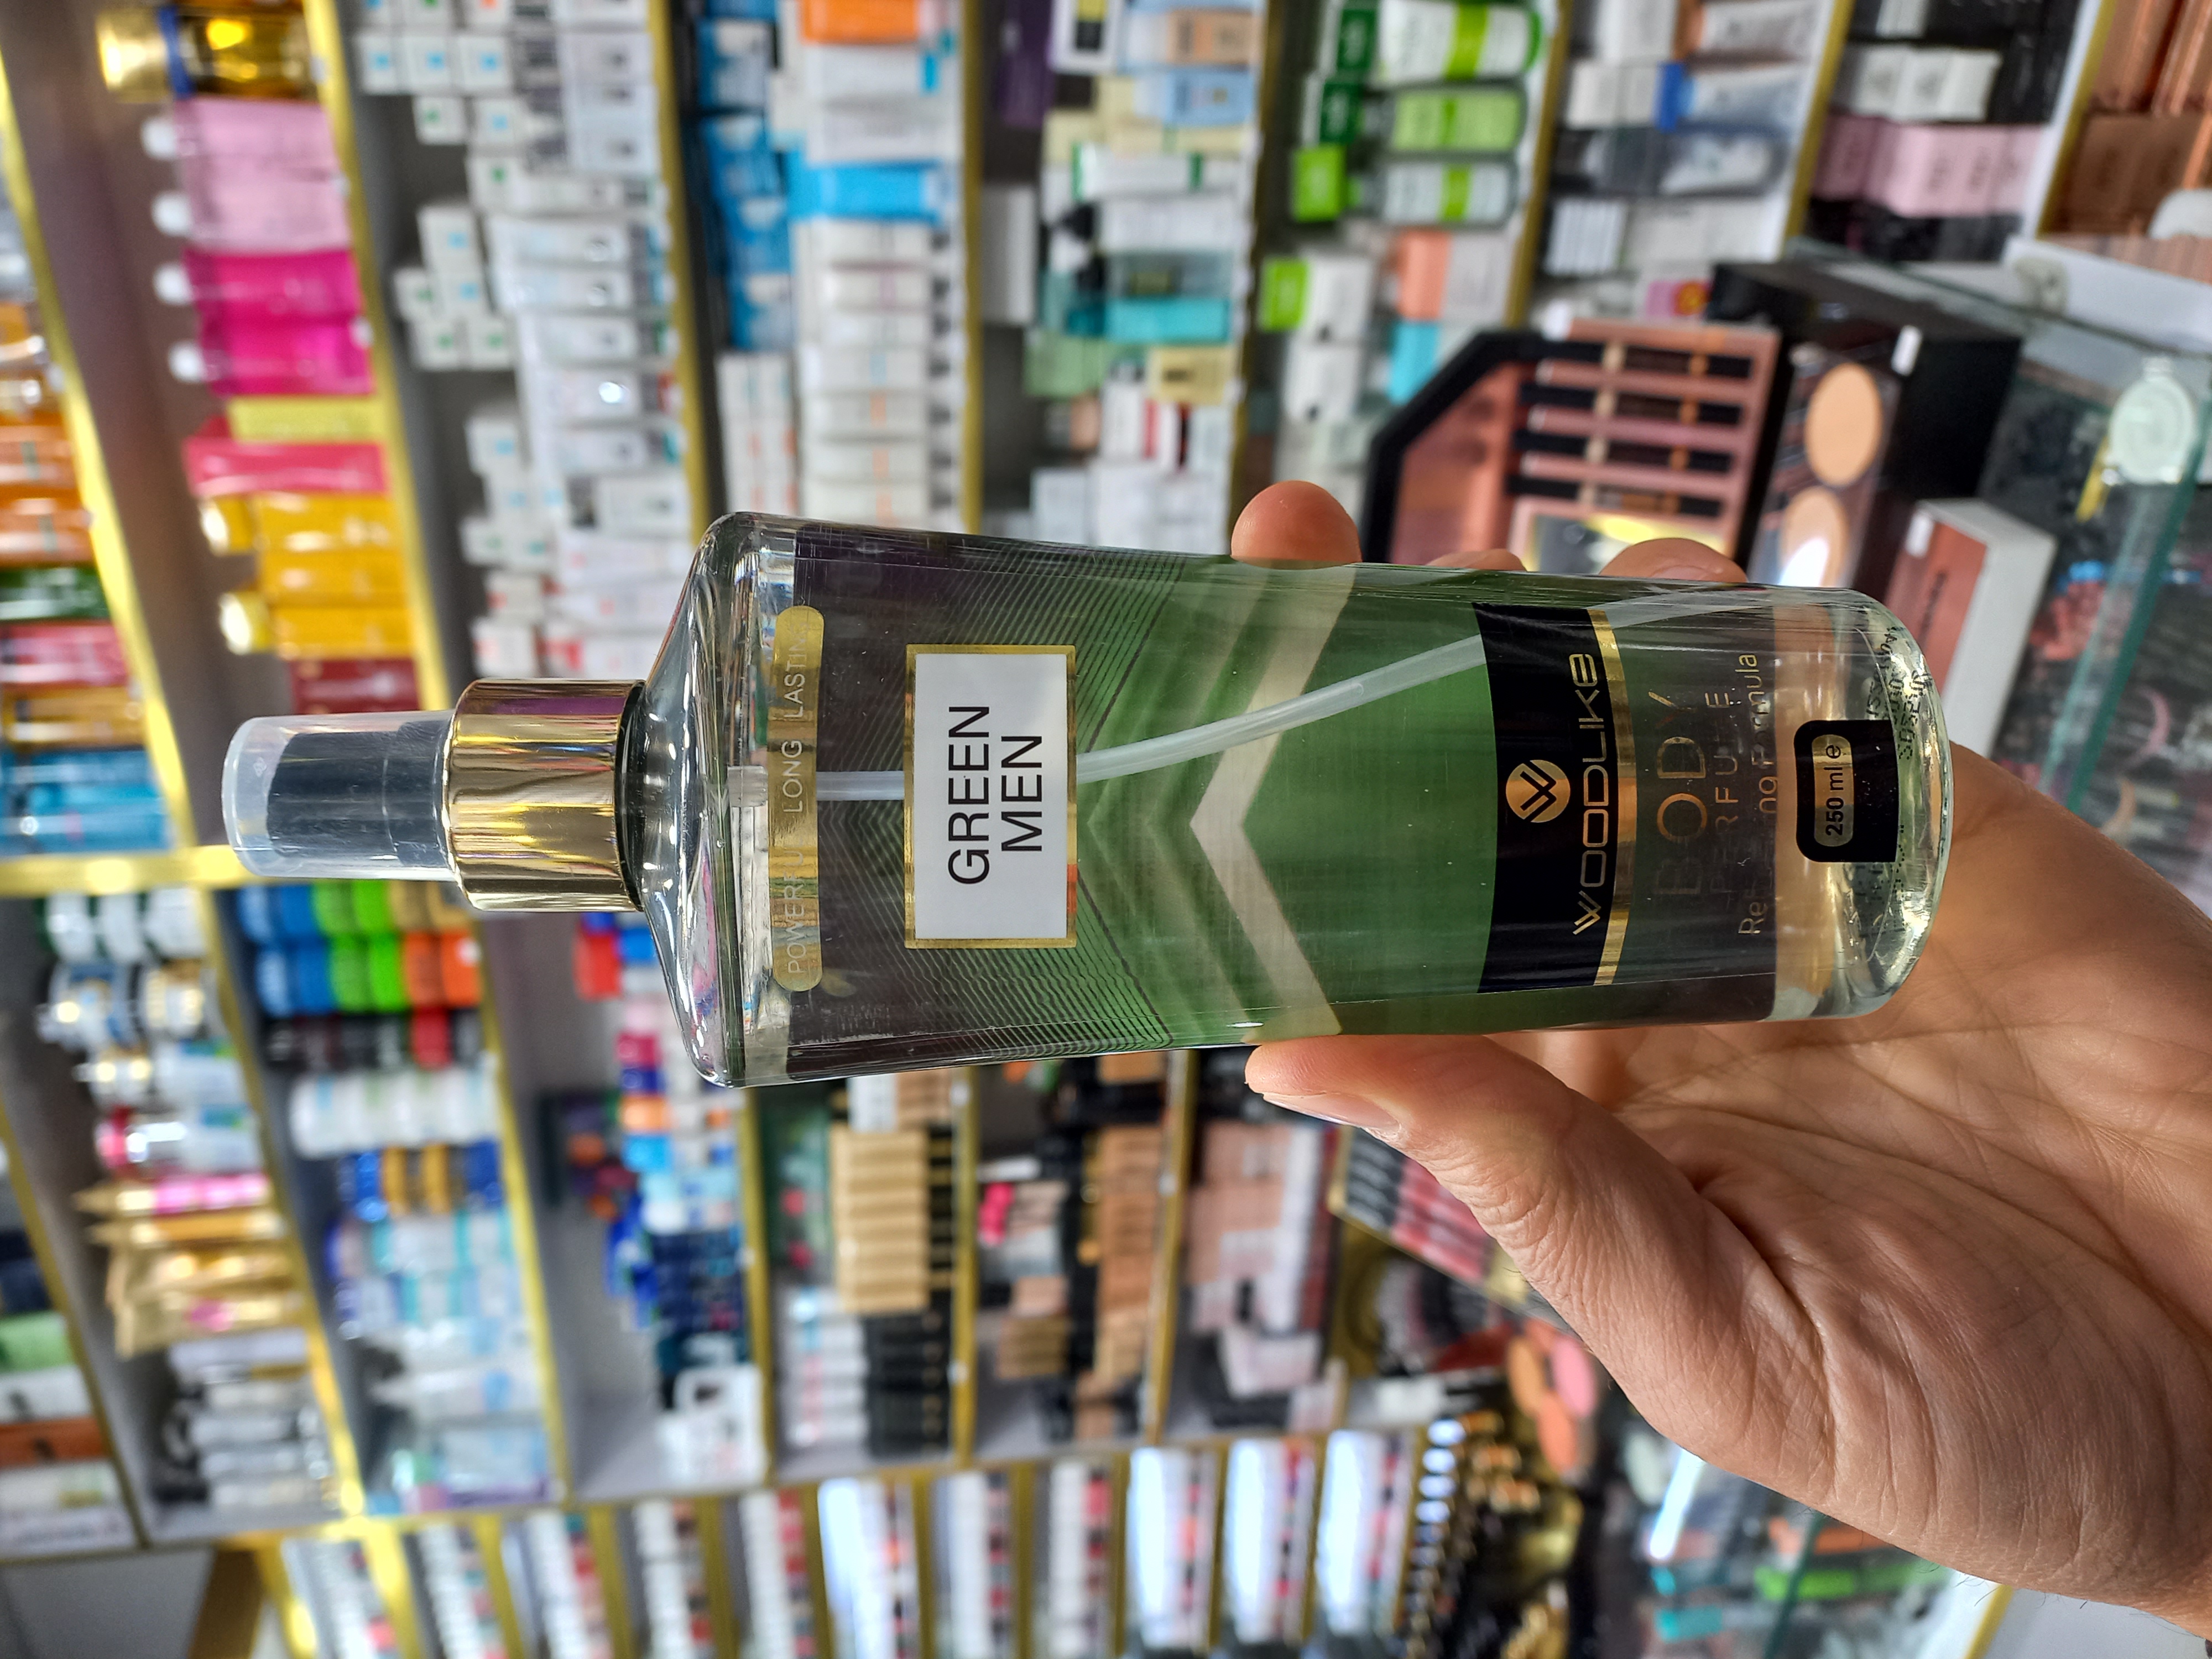 POWERFUL LONG LASTING
GREEN
MEN
WOODLIKE
BODY
PERFUME
250 ml e